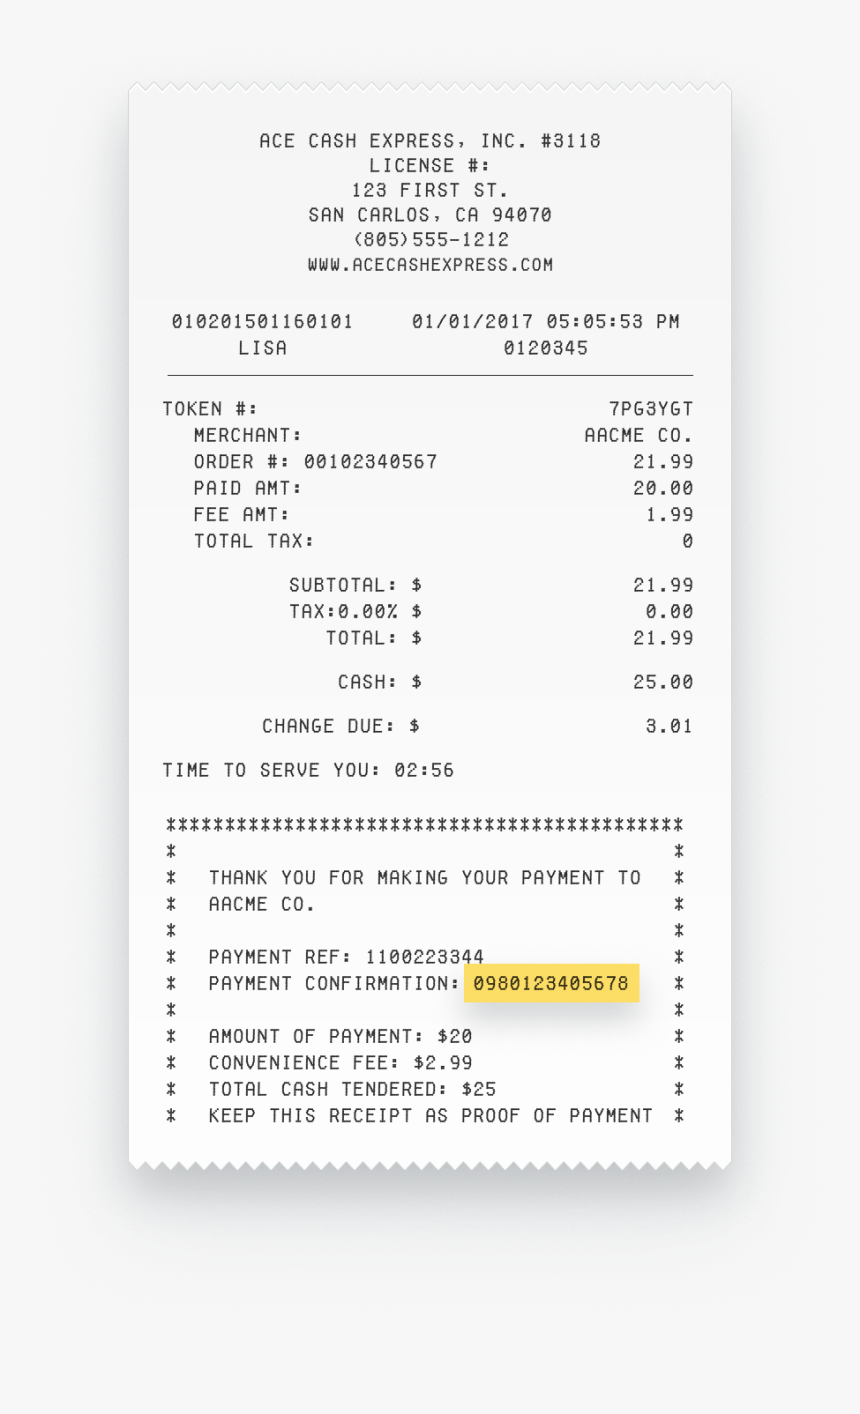 ACE CASH EXPRESS, INC. #3118
LICENSE #:
123 FIRST ST.
SAN CARLOS, CA 94070
(805)555-1212
WWW.ACECASHEXPRESS.COM
010201501160101 01/01/2017 05:05:53 PM
LISA 0120345
TOKEN #: 7PG3YGT
MERCHANT: AACME CO.
ORDER #: 00102340567 21.99
PAID AMT: 20.00
FEE AMT: 1.99
TOTAL TAX: 0
SUBTOTAL: $ 21.99
TAX:0.00% $ 0.00
TOTAL: $ 21.99
CASH: $ 25.00
CHANGE DUE: $ 3.01
TIME TO SERVE YOU: 02:56
*******************************************
* *
* THANK YOU FOR MAKING YOUR PAYMENT TO *
* AACME CO. *
* *
* PAYMENT REF: 1100223344 *
* PAYMENT CONFIRMATION: 0980123405678 *
* *
* AMOUNT OF PAYMENT: $20 *
* CONVENIENCE FEE: $2.99 *
* TOTAL CASH TENDERED: $25 *
* KEEP THIS RECEIPT AS PROOF OF PAYMENT *